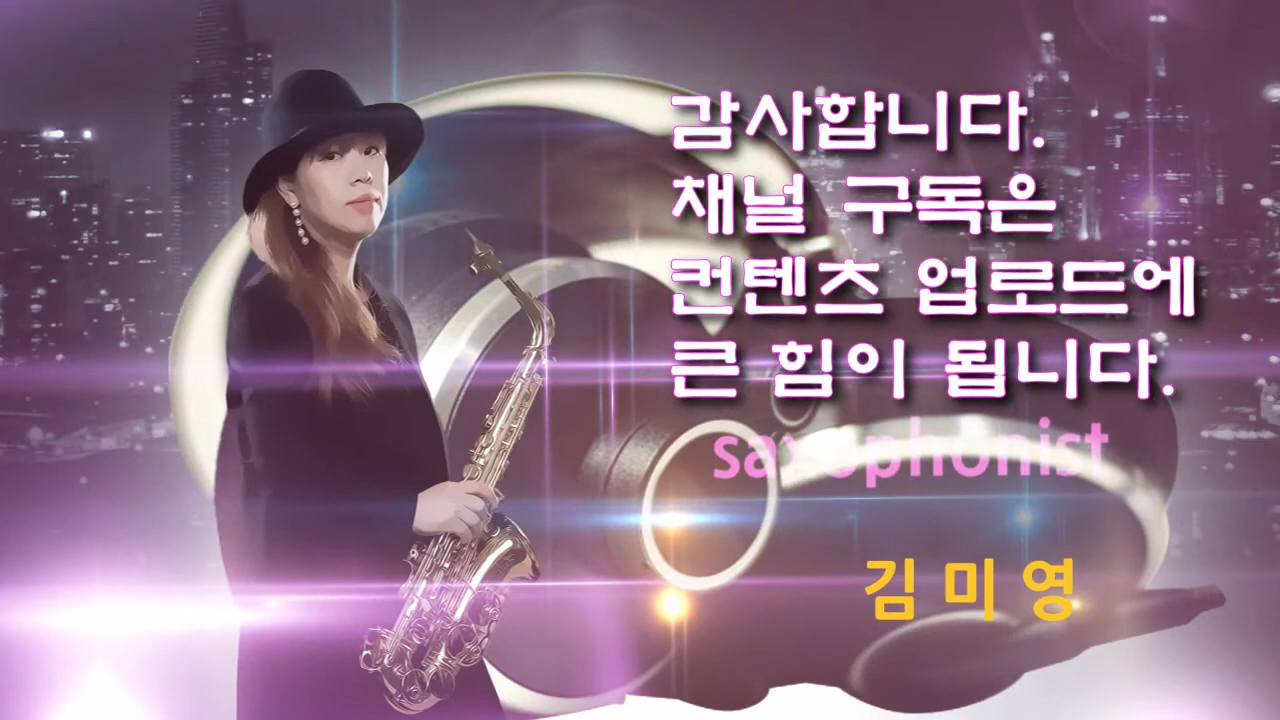 감사합니다.
채널 구독은
컨텐츠 업로드에
큰 힘이 됩니다.
saxophonist
김미영